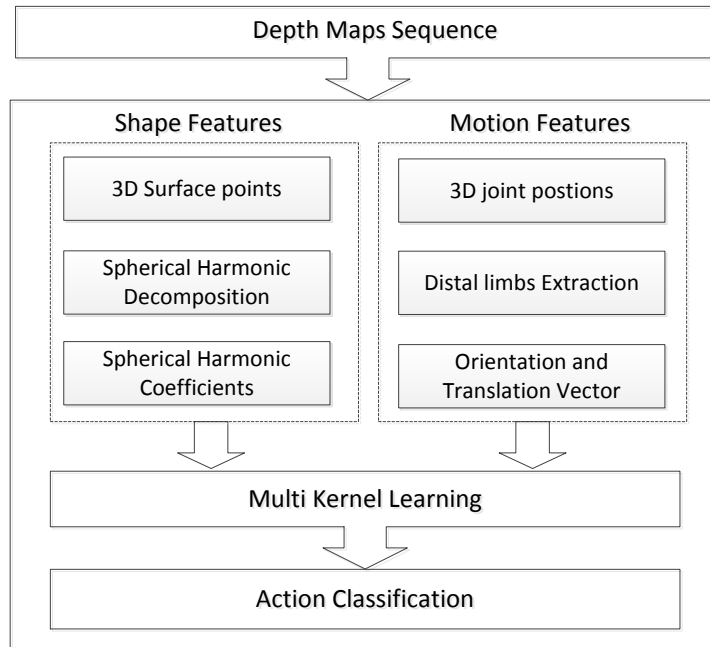 Depth Maps Sequence
Shape Features
3D Surface points
Spherical Harmonic
Decomposition
Spherical Harmonic
Coefficients
Motion Features
3D joint postions
Distal limbs Extraction
Orientation and
Translation Vector
Multi Kernel Learning
Action Classification